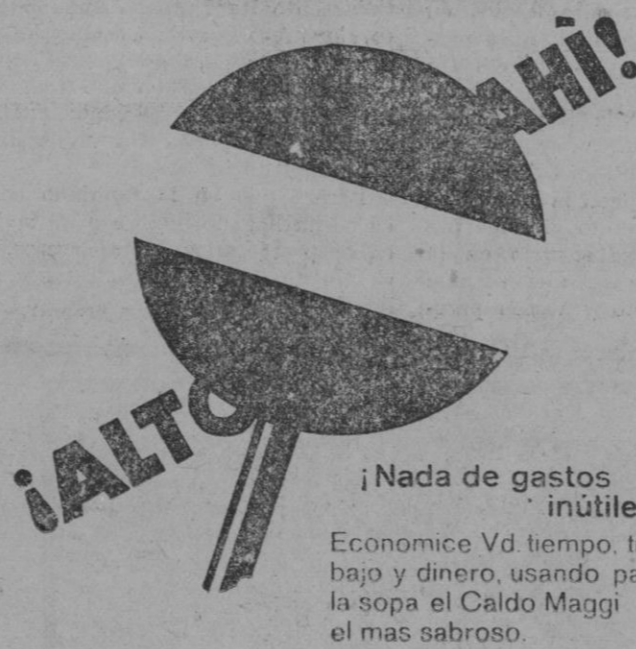 ¡ALTO AHÍ!
¡Nada de gastos
inútile
Economice Vd. tiempo, t
bajo y dinero, usando pa
la sopa el Caldo Maggi
el mas sabroso.